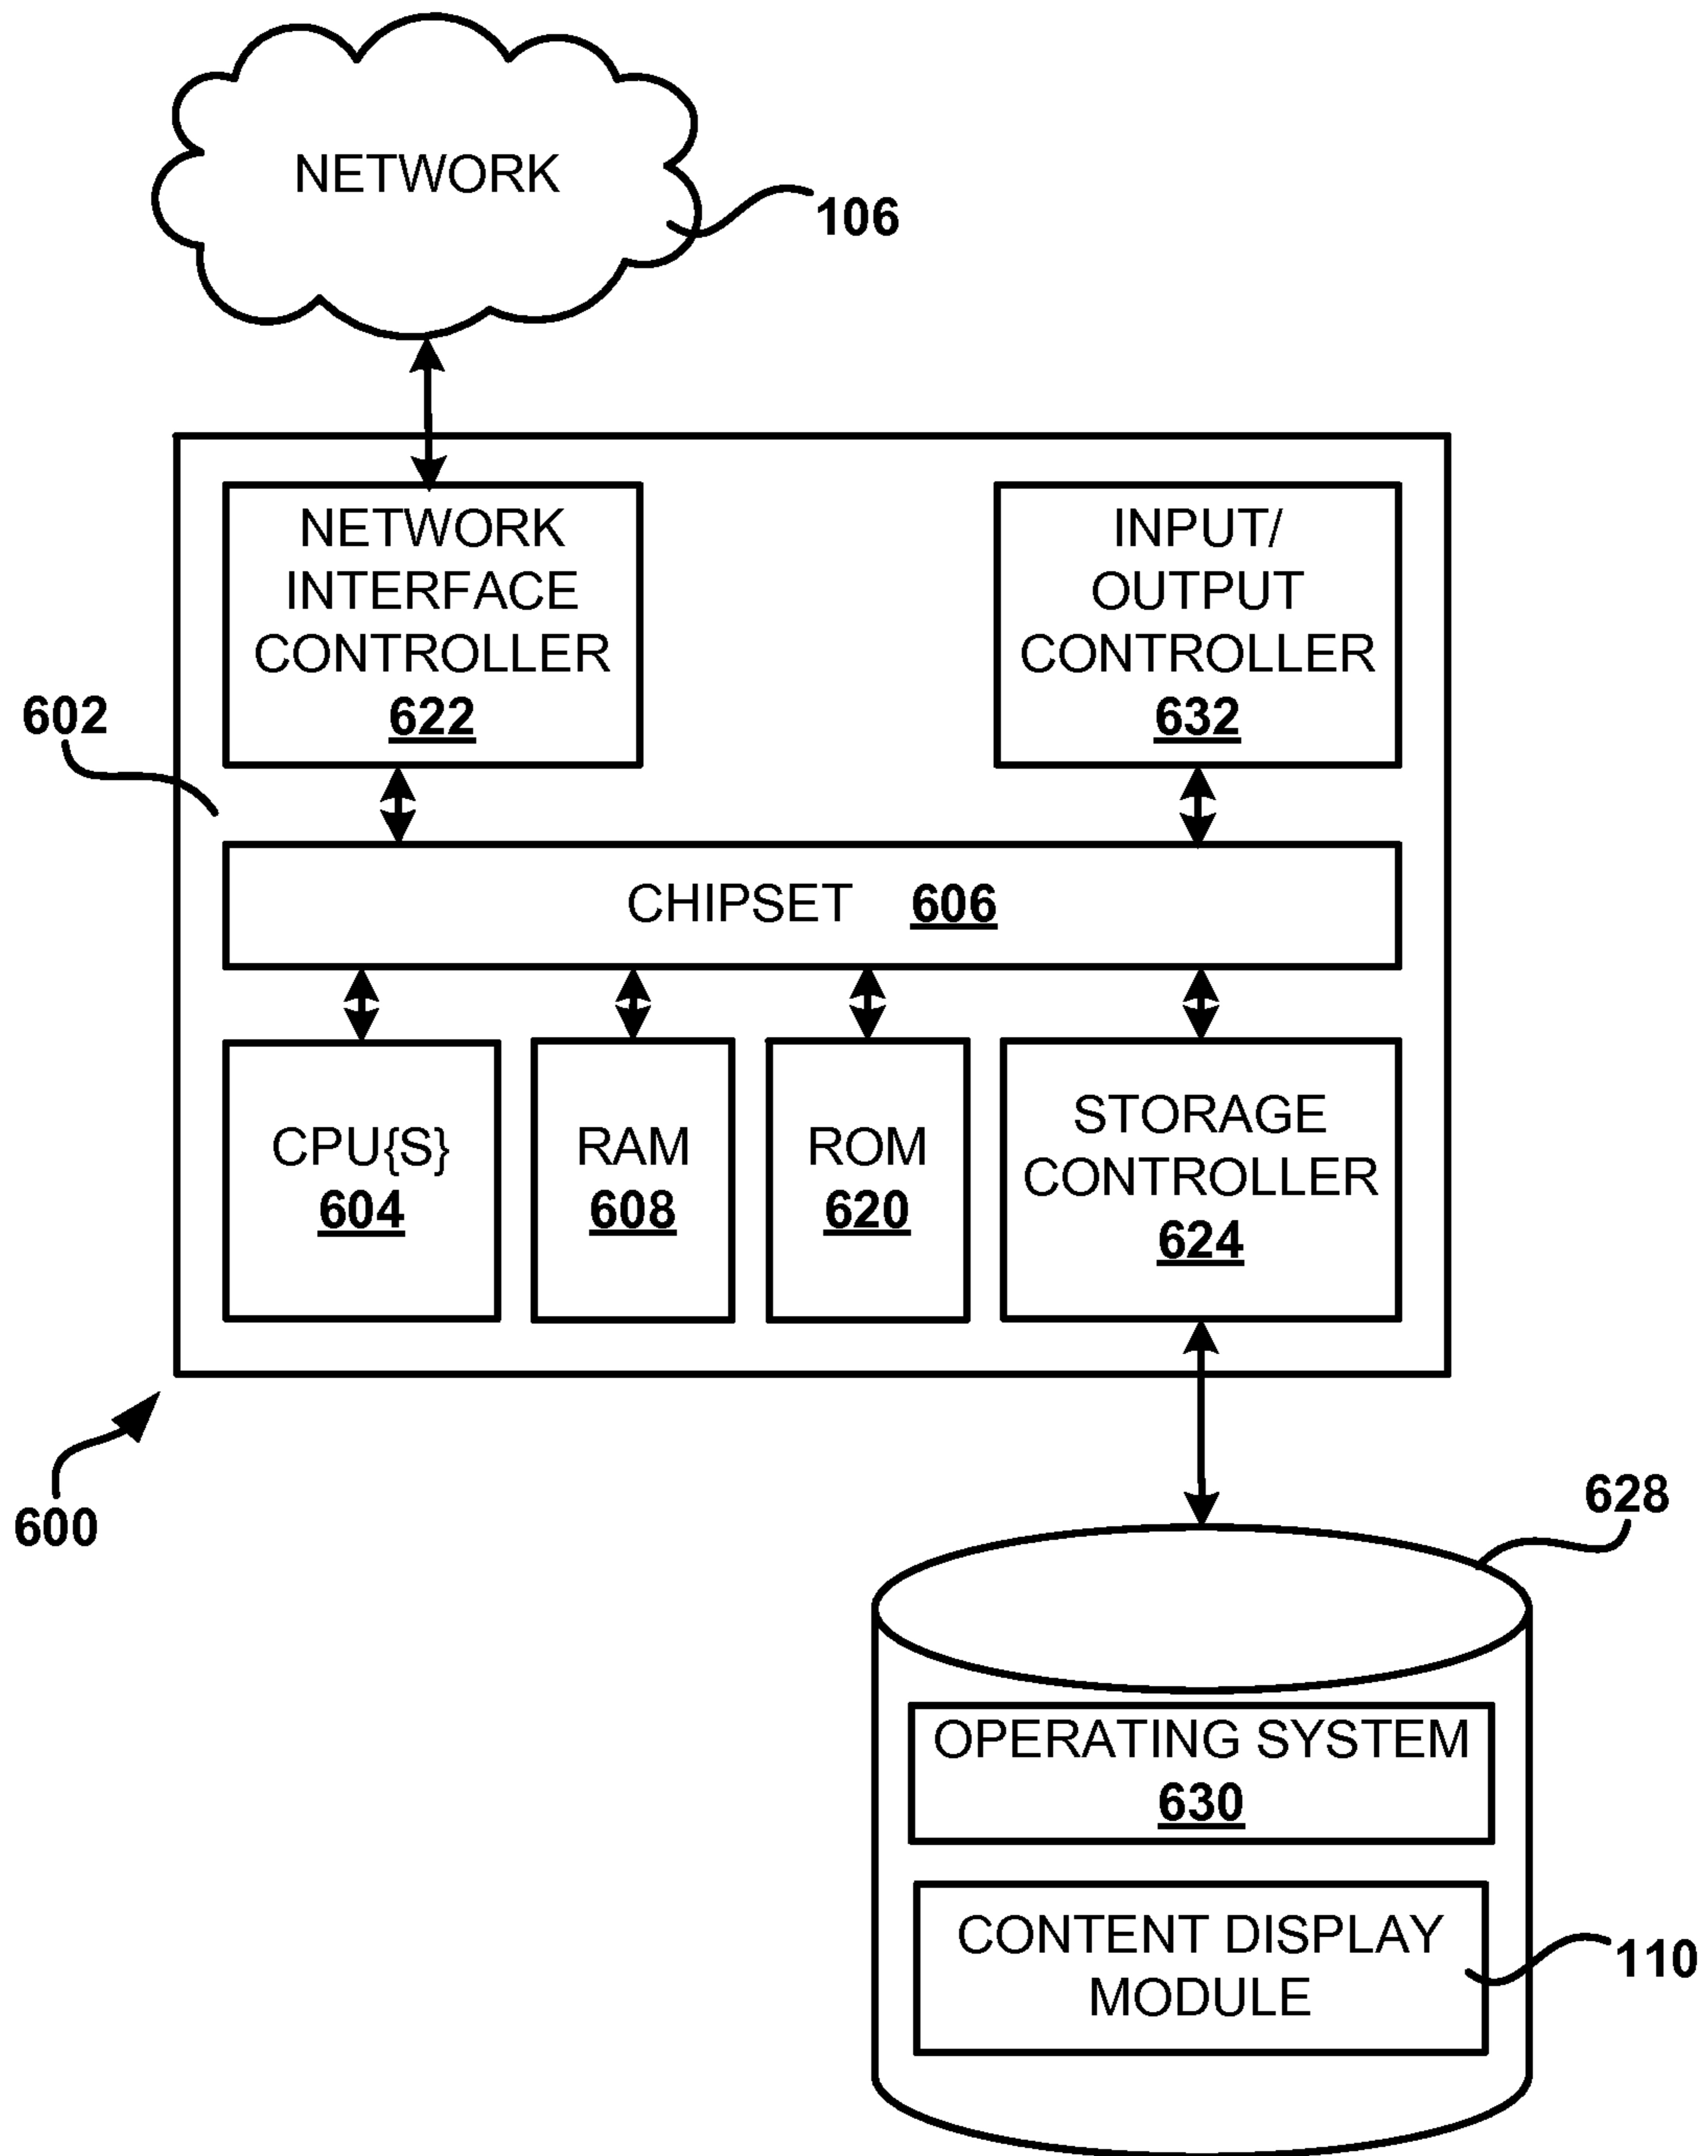 NETWORK
106
NETWORK
INTERFACE
CONTROLLER
622
INPUT/
OUTPUT
CONTROLLER
632
602
CHIPSET 606
CPU{S}
604
RAM
608
ROM
620
STORAGE
CONTROLLER
624
600
628
OPERATING SYSTEM
630
CONTENT DISPLAY
MODULE
110